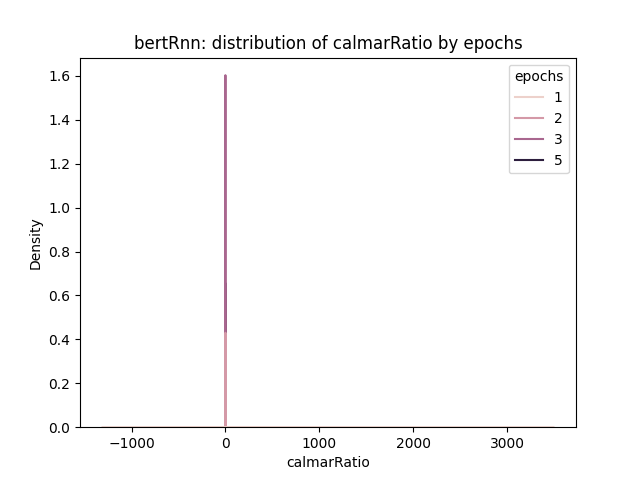 bertRnn: distribution of calmarRatio by epochs
epochs
1
2
3
5
Density
1.6
1.4
1.2
1.0
0.8
0.6
0.4
0.2
0.0
−1000 0 1000 2000 3000
calmarRatio